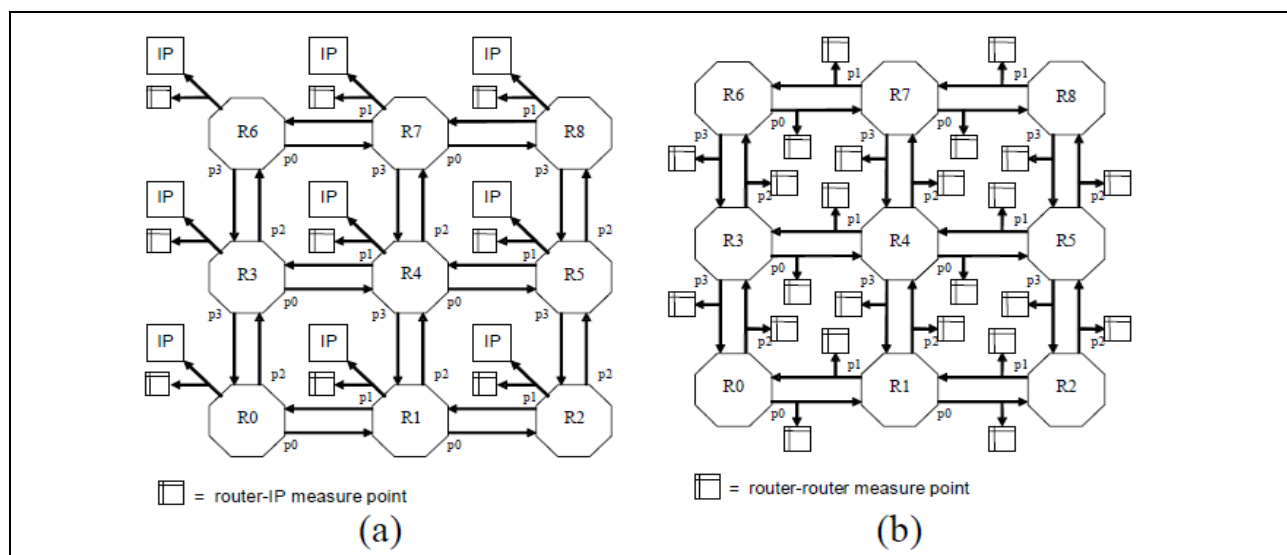 IP IP IP
p1 p1
R6 R7 R8
p0 p0
p3 p3 p3
IP IP IP
p2 p2 p2
p1 p1
R3 R4 R5
p0 p0
p3 p3 p3
IP IP IP
p2 p2 p2
p1 p1
R0 R1 R2
p0 p0
= router-IP measure point
(a)
p1 p1
R6 R7 R8
p0 p0
p3 p3 p3
p2 p2 p2
p1 p1
R3 R4 R5
p0 p0
p3 p3 p3
p2 p2 p2
p1 p1
R0 R1 R2
p0 p0
= router-router measure point
(b)